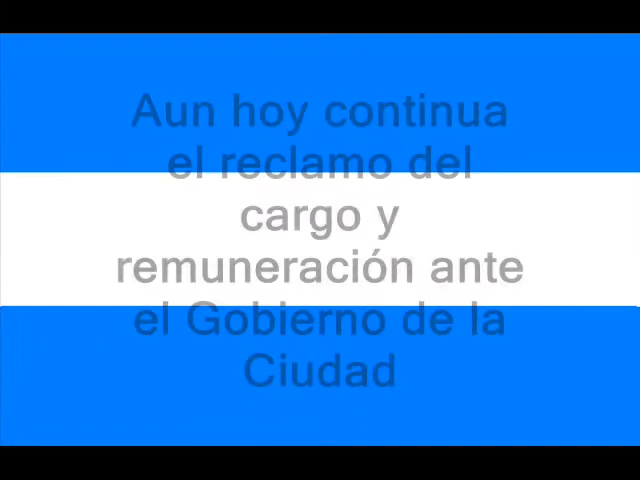 Aun hoy continua
el reclamo del
cargo y
remuneración ante
el Gobierno de la
Ciudad